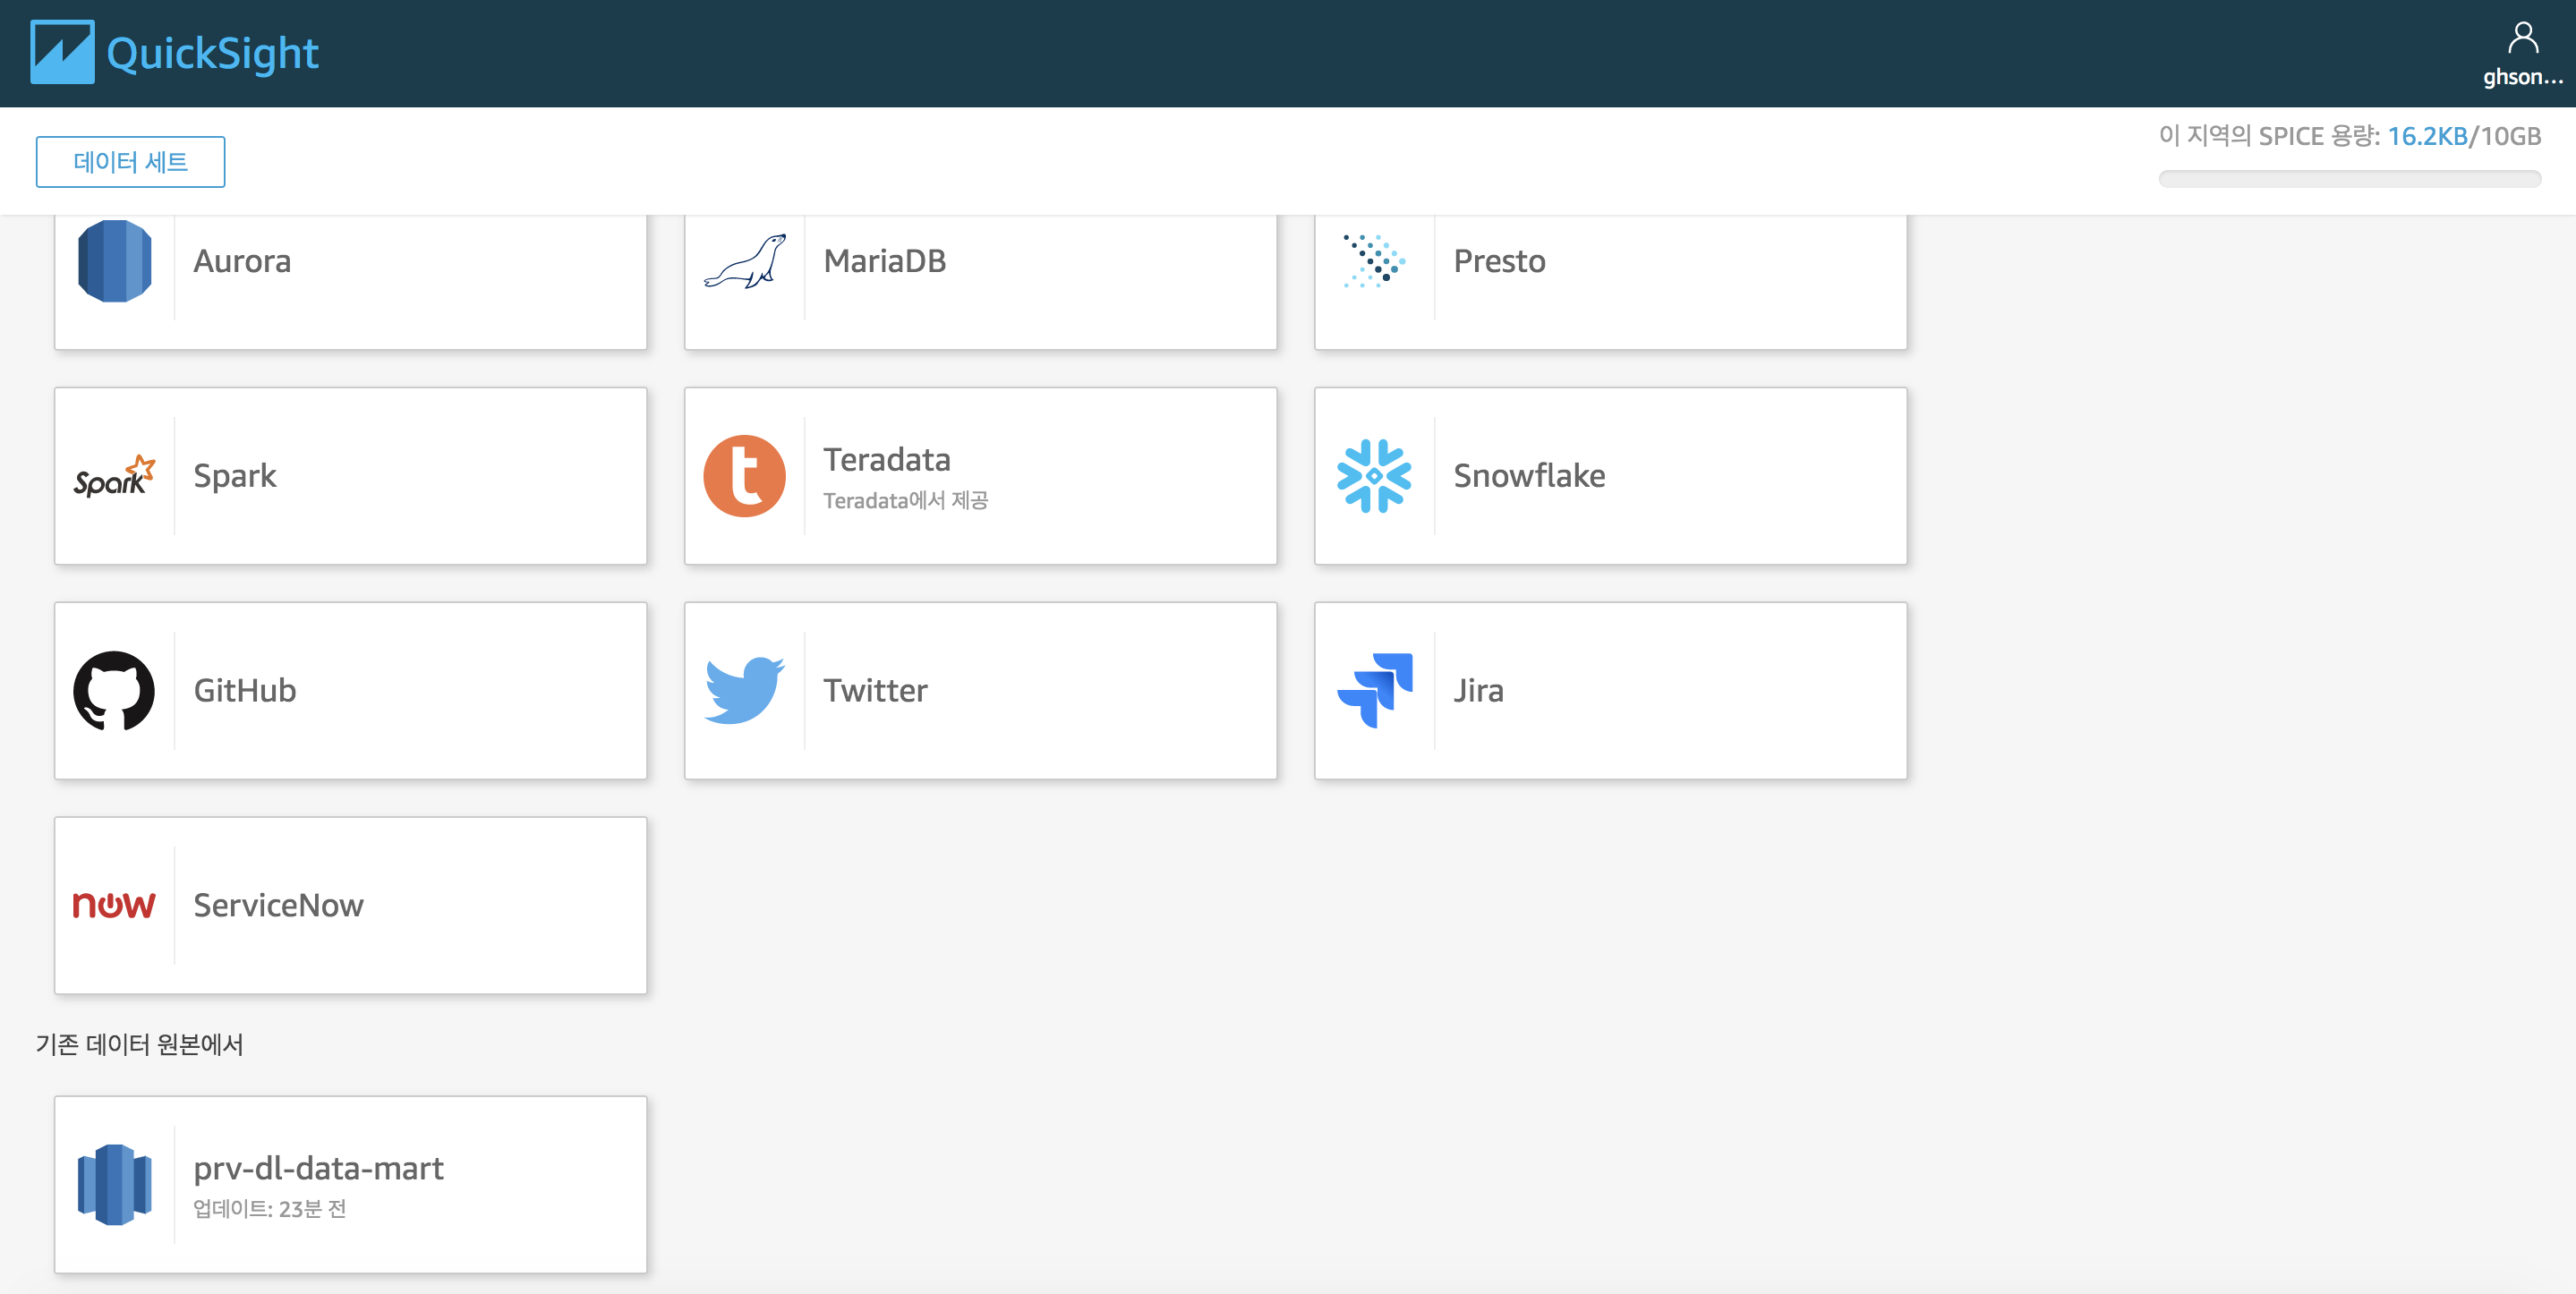 QuickSight
ghson...
데이터 세트
이 지역의 SPICE 용량: 16.2KB/10GB
Aurora
MariaDB
Presto
Spark
Spark
t
Teradata
Teradata에서 제공
Snowflake
GitHub
Twitter
Jira
now
ServiceNow
기존 데이터 원본에서
prv-dl-data-mart
업데이트: 23분 전